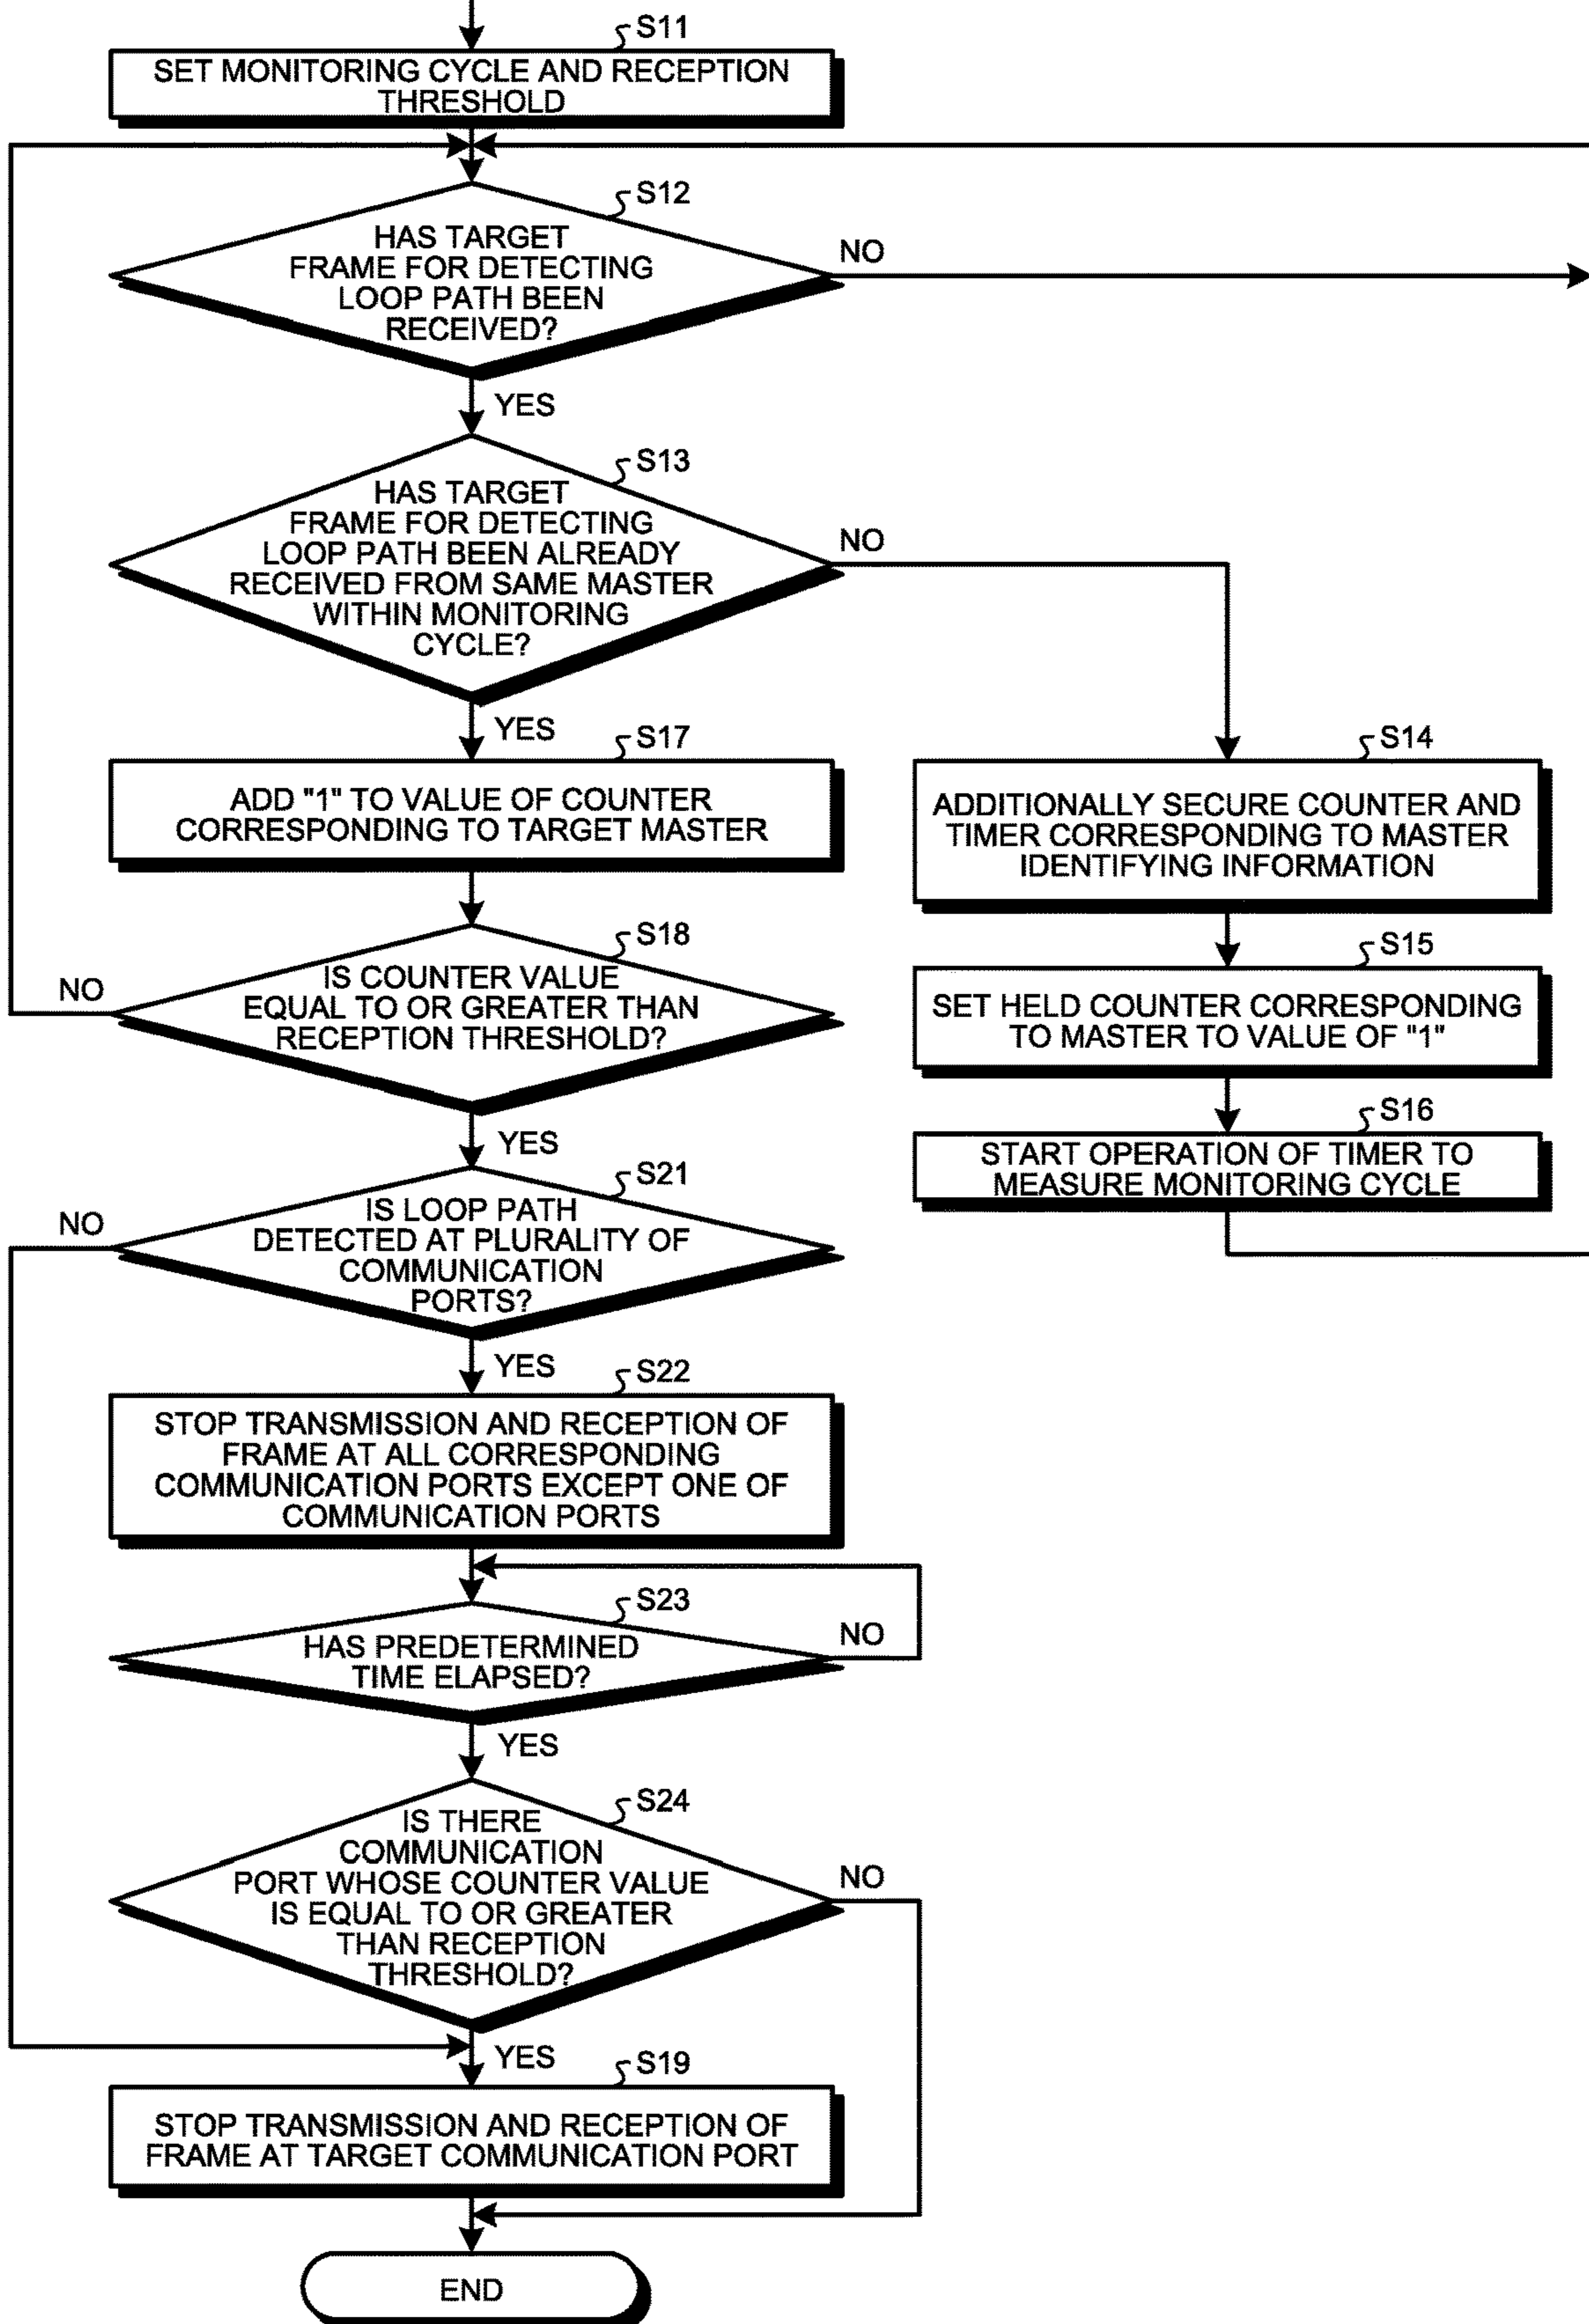 S11
SET MONITORING CYCLE AND RECEPTION
THRESHOLD
S12
HAS TARGET
FRAME FOR DETECTING
LOOP PATH BEEN
RECEIVED?
NO
YES
S13
HAS TARGET
FRAME FOR DETECTING
LOOP PATH BEEN ALREADY
RECEIVED FROM SAME MASTER
WITHIN MONITORING
CYCLE?
NO
YES
S17
ADD "1" TO VALUE OF COUNTER
CORRESPONDING TO TARGET MASTER
S14
ADDITIONALLY SECURE COUNTER AND
TIMER CORRESPONDING TO MASTER
IDENTIFYING INFORMATION
S18
IS COUNTER VALUE
EQUAL TO OR GREATER THAN
RECEPTION THRESHOLD?
NO
YES
S15
SET HELD COUNTER CORRESPONDING
TO MASTER TO VALUE OF "1"
S16
START OPERATION OF TIMER TO
MEASURE MONITORING CYCLE
S21
IS LOOP PATH
DETECTED AT PLURALITY OF
COMMUNICATION
PORTS?
NO
YES
S22
STOP TRANSMISSION AND RECEPTION OF
FRAME AT ALL CORRESPONDING
COMMUNICATION PORTS EXCEPT ONE OF
COMMUNICATION PORTS
S23
HAS PREDETERMINED
TIME ELAPSED?
NO
YES
S24
IS THERE
COMMUNICATION
PORT WHOSE COUNTER VALUE
IS EQUAL TO OR GREATER
THAN RECEPTION
THRESHOLD?
NO
YES
S19
STOP TRANSMISSION AND RECEPTION OF
FRAME AT TARGET COMMUNICATION PORT
END